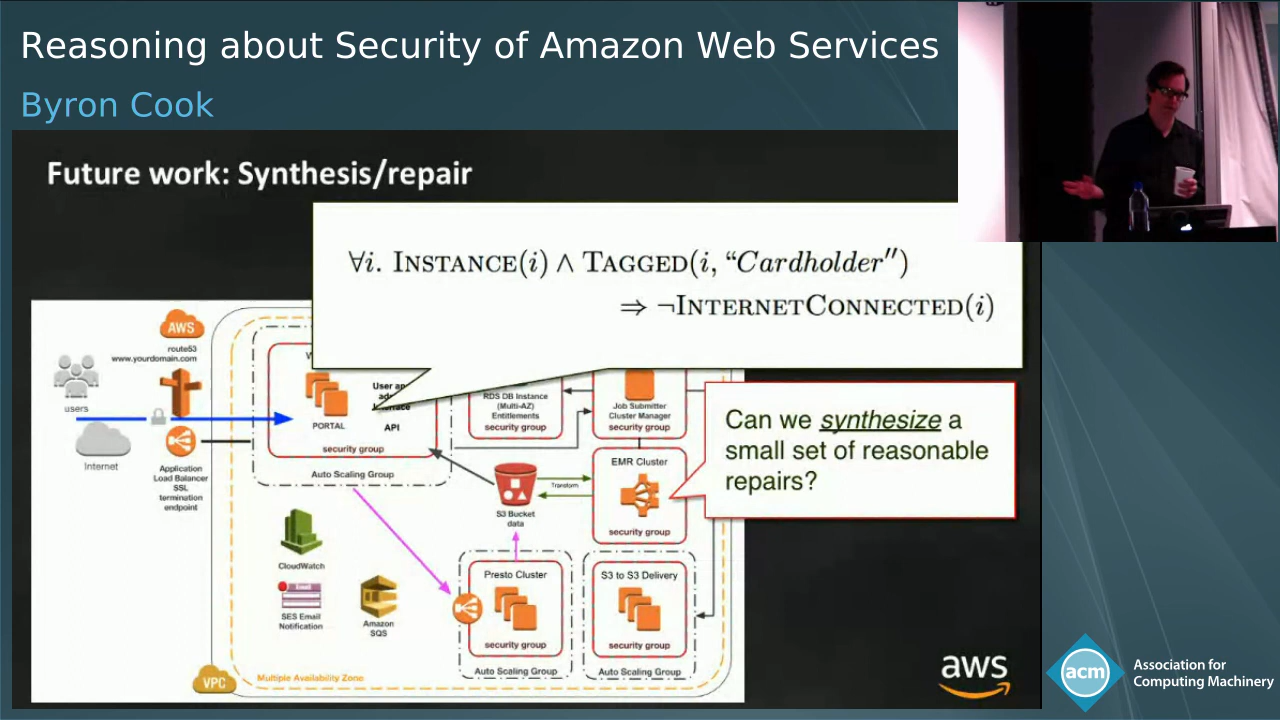 Reasoning about Security of Amazon Web Services
Byron Cook
Future work: Synthesis/repair
∀i. INSTANCE(i) ∧ TAGGED(i, “Cardholder″)
⇒ ¬INTERNETCONNECTED(i)
Can we synthesize a
small set of reasonable
repairs?
AWS
route53
www.yourdomain.com
users
Internet
Application
Load Balancer
SSL
termination
endpoint
PORTAL
API
security group
Auto Scaling Group
RDS DB Instance
(Multi-AZ)
Entitlements
security group
Job Submitter
Cluster Manager
security group
EMR Cluster
security group
Transform
S3 Bucket
data
CloudWatch
Email
SES Email
Notification
Amazon
SQS
Presto Cluster
security group
Auto Scaling Group
S3 to S3 Delivery
security group
Auto Scaling Group
VPC
Multiple Availability Zone
aws
acm
Association for
Computing Machinery